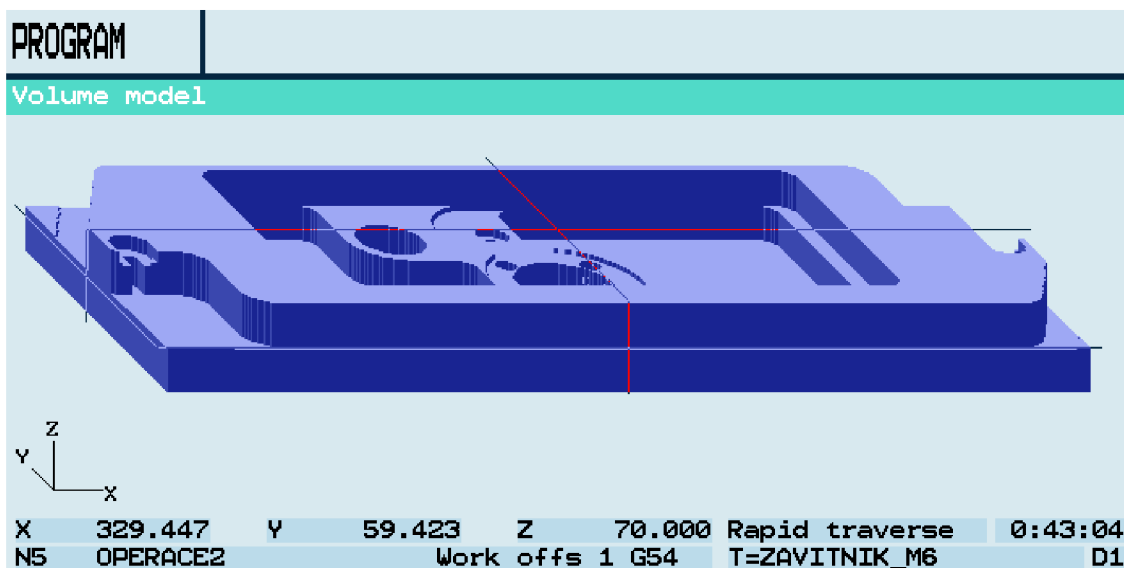 PROGRAM
Volume model
Z
Y
X
X 329.447 Y 59.423 Z 70.000 Rapid traverse 0:43:04
N5 OPERACE2 Work offs 1 G54 T=ZAVITNIK_M6 D1